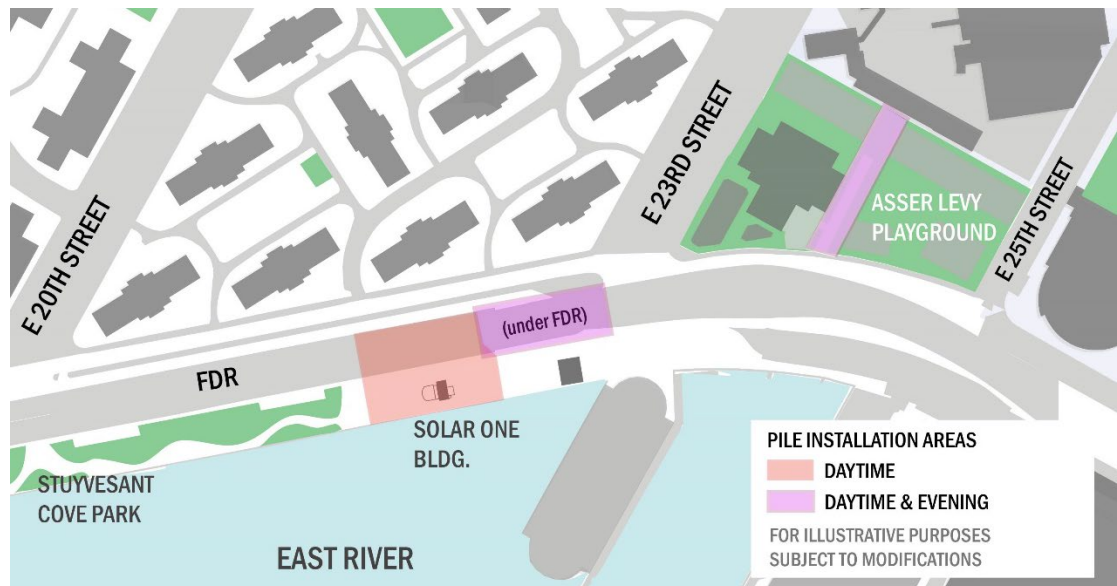 E 20TH STREET
E 23RD STREET
E 25TH STREET
ASSER LEVY
PLAYGROUND
(under FDR)
FDR
SOLAR ONE
BLDG.
STUYVESANT
COVE PARK
EAST RIVER
PILE INSTALLATION AREAS
DAYTIME
DAYTIME & EVENING
FOR ILLUSTRATIVE PURPOSES
SUBJECT TO MODIFICATIONS